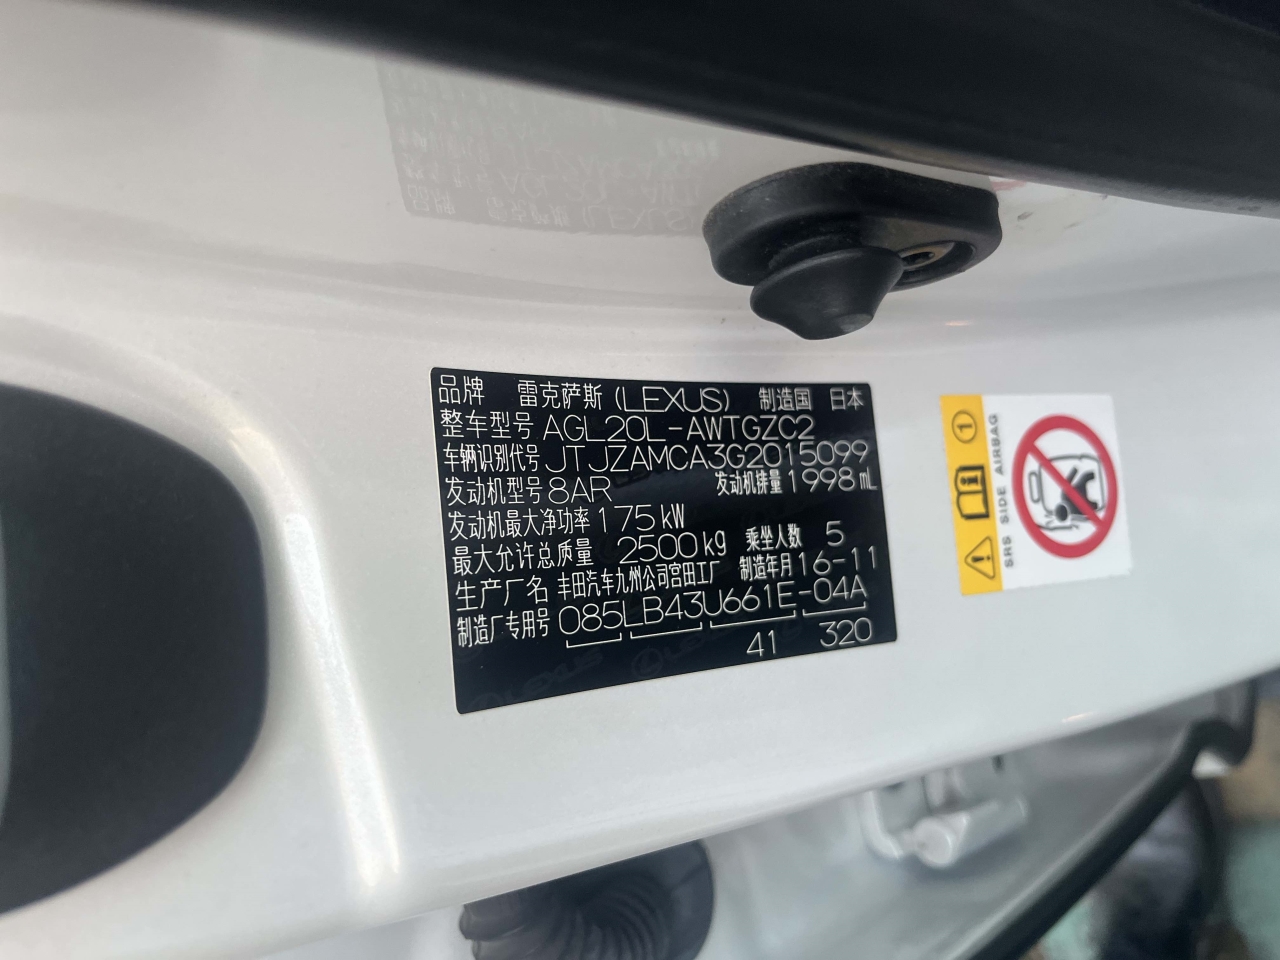 品牌 雷克萨斯 (LEXUS) 制造国 日本
整车型号 AGL20L-AWTGZC2
车辆识别代号 JTJZAMCA3G2015099
发动机型号 8AR 发动机排量 1998 mL
发动机最大净功率 175 kW
最大允许总质量 2500 kg 乘坐人数 5
生产厂名 丰田汽车九州公司宫田工厂 制造年月 16-11
制造厂专用号 085LB43U661E-04A
41 320
SRS SIDE AIRBAG
1